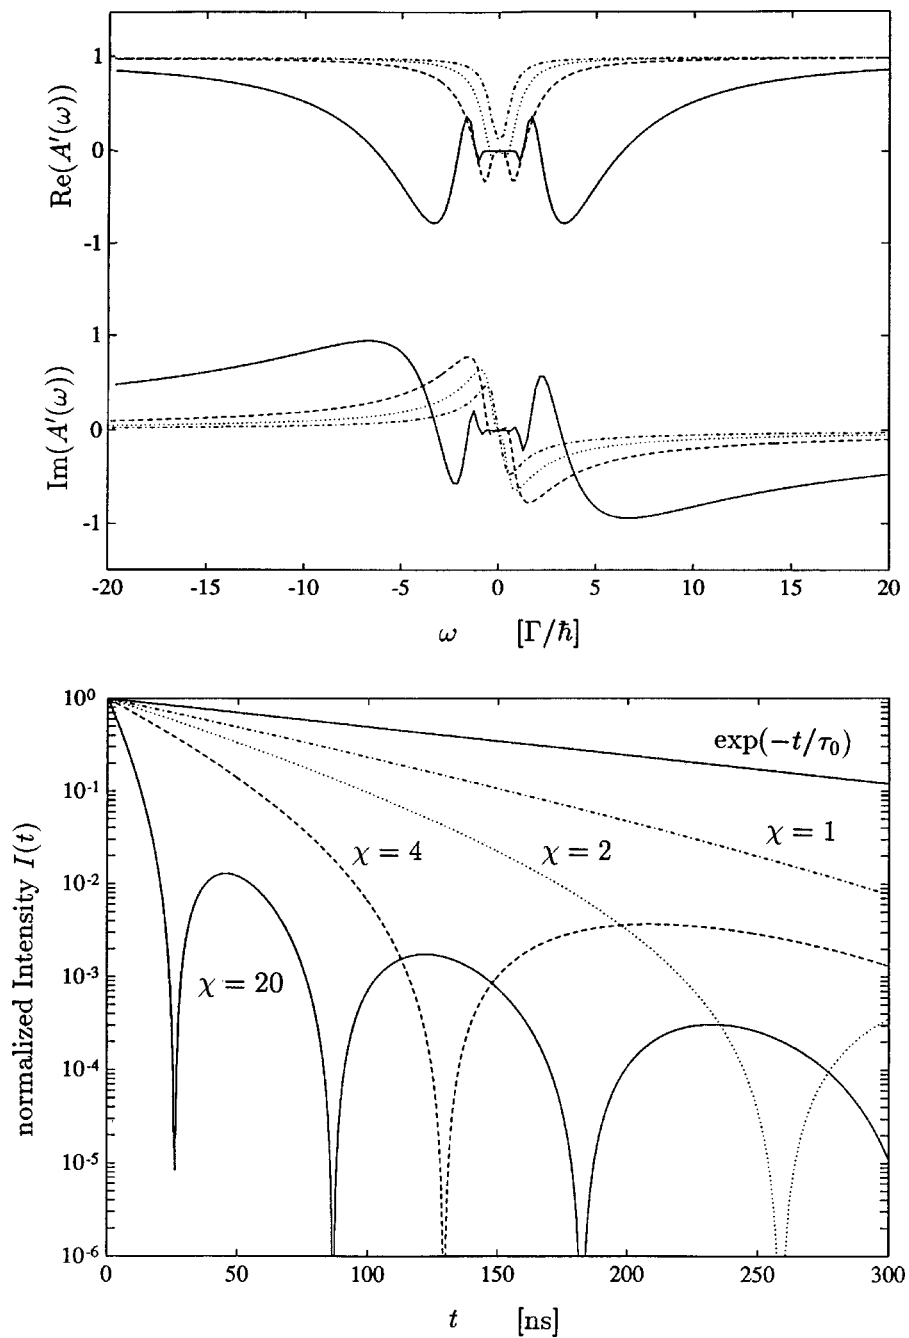 1
0
-1
Re(A′(ω))
1
0
-1
Im(A′(ω))
-20 -15 -10 -5 0 5 10 15 20
ω [Γ/ħ]
10⁰
10⁻¹
10⁻²
10⁻³
10⁻⁴
10⁻⁵
10⁻⁶
normalized Intensity I(t)
exp(−t/τ₀)
χ = 1
χ = 4
χ = 2
χ = 20
0 50 100 150 200 250 300
t [ns]